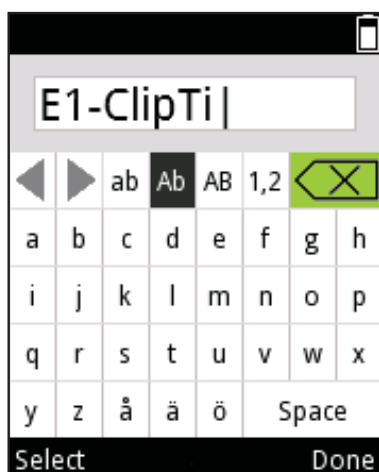 E1-ClipTi|
ab Ab AB 1,2
a b c d e f g h
i j k l m n o p
q r s t u v w x
y z å ä ö Space
Select Done